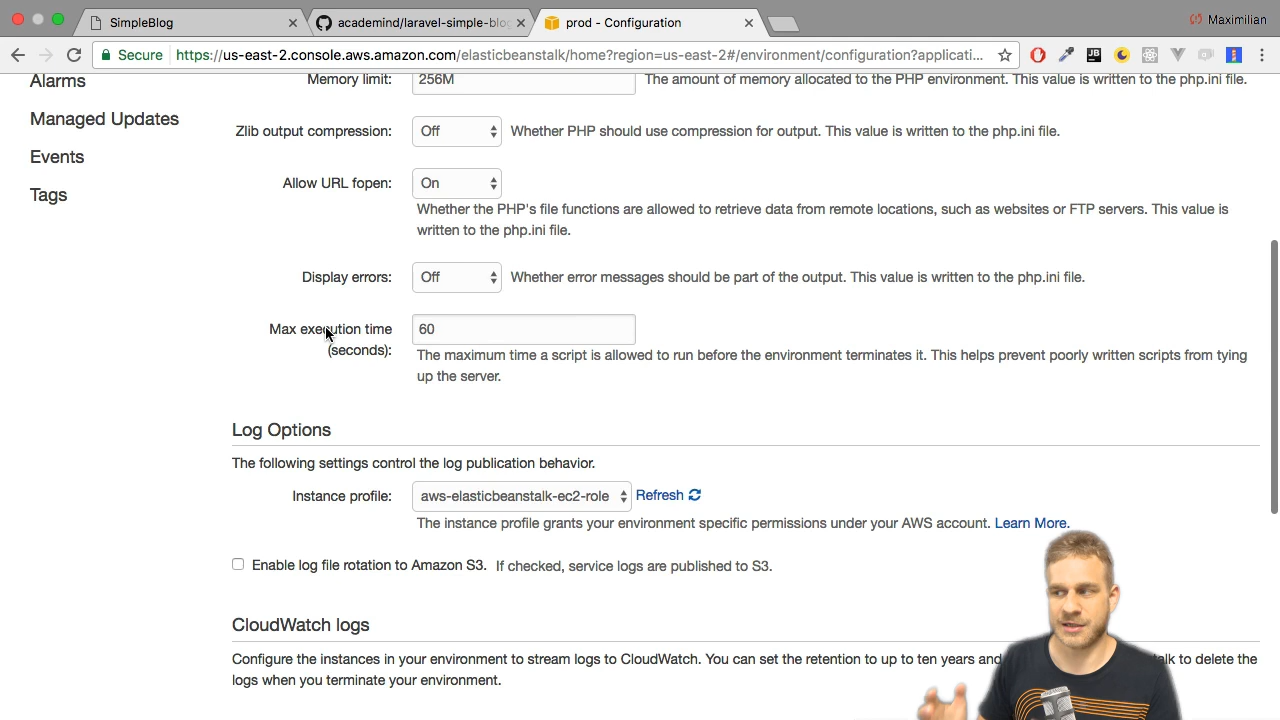 SimpleBlog
academind/laravel-simple-blo
prod - Configuration
Maximilian
Secure
https://us-east-2.console.aws.amazon.com/elasticbeanstalk/home?region=us-east-2#/environment/configuration?applicati...
Alarms
Managed Updates
Events
Tags
Memory limit: 256M The amount of memory allocated to the PHP environment. This value is written to the php.ini file.
Zlib output compression: Off Whether PHP should use compression for output. This value is written to the php.ini file.
Allow URL fopen: On
Whether the PHP's file functions are allowed to retrieve data from remote locations, such as websites or FTP servers. This value is
written to the php.ini file.
Display errors: Off Whether error messages should be part of the output. This value is written to the php.ini file.
Max execution time 60
(seconds):
The maximum time a script is allowed to run before the environment terminates it. This helps prevent poorly written scripts from tying
up the server.
Log Options
The following settings control the log publication behavior.
Instance profile: aws-elasticbeanstalk-ec2-role Refresh
The instance profile grants your environment specific permissions under your AWS account. Learn More.
Enable log file rotation to Amazon S3. If checked, service logs are published to S3.
CloudWatch logs
Configure the instances in your environment to stream logs to CloudWatch. You can set the retention to up to ten years and alk to delete the
logs when you terminate your environment.